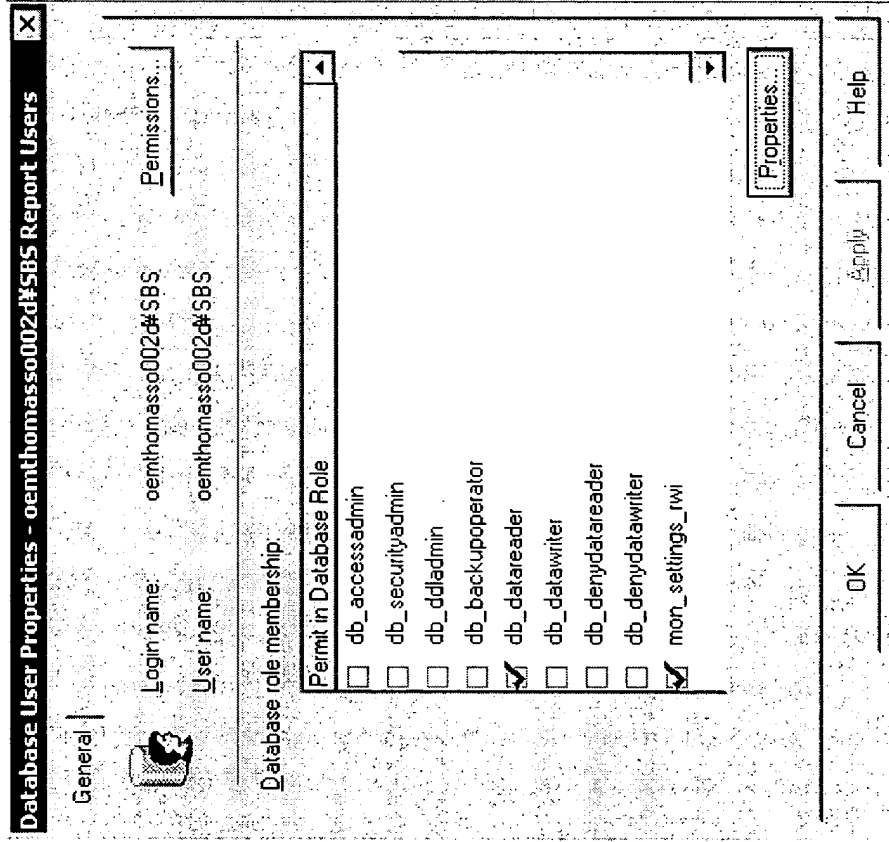 Database User Properties - oemthomasso002d¥SBS Report Users
General
Login name: oemthomasso002d¥SBS Permissions...
User name: oemthomasso002d¥SBS
Database role membership:
Permit in Database Role
db_accessadmin
db_securityadmin
db_ddladmin
db_backupoperator
db_datareader
db_datawriter
db_denydatareader
db_denydatawriter
mon_settings_rwi
Properties...
OK Cancel Apply Help